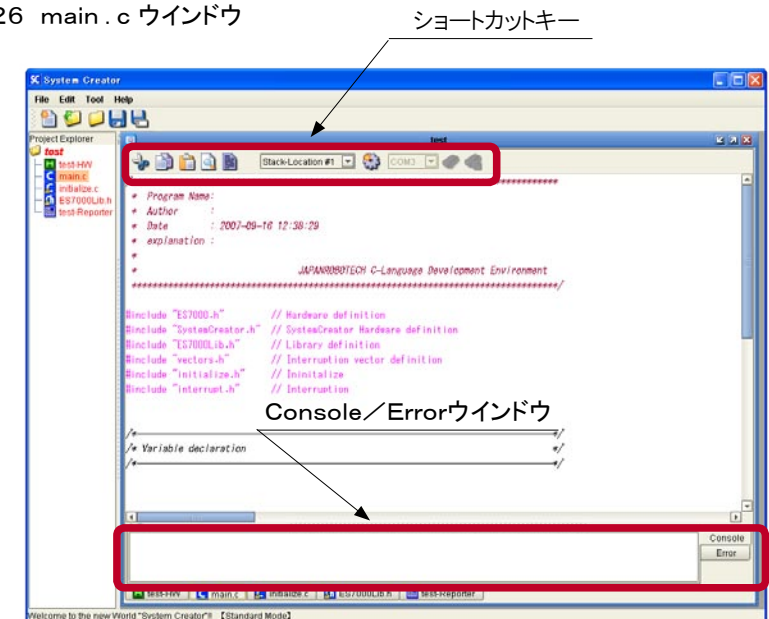 26 main.c ウインドウ
ショートカットキー
System Creator
File Edit Tool Help
Project Explorer
test
test-HW
main.c
initialize.c
ES7000Lib.h
test-Reporter
test
Stack-Location #1
COM3
* Program Name:
* Author :
* Date : 2007-09-16 12:38:29
* explanation :
*
* JAPANROBOTECH C-Language Development Environment
*****************************************************************************/
#include "ES7000.h" // Hardware definition
#include "SystemCreator.h" // SystemCreator Hardware definition
#include "ES7000Lib.h" // Library definition
#include "vectors.h" // Interruption vector definition
#include "initialize.h" // Ininitalize
#include "interrupt.h" // Interruption
Console/Errorウインドウ
/*
/* Variable declaration */
/*
Console
Error
test-HW main.c initialize.c ES7000Lib.h test-Reporter
Welcome to the new World "System Creator"!! 【Standard Mode】